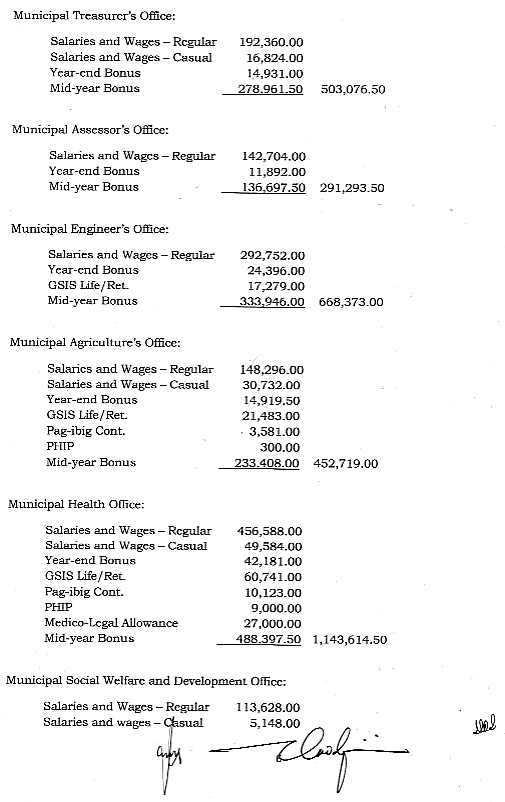 Municipal Treasurer's Office:
Salaries and Wages – Regular 192,360.00
Salaries and Wages – Casual 16,824.00
Year-end Bonus 14,931.00
Mid-year Bonus 278.961.50 503,076.50
Municipal Assessor's Office:
Salaries and Wages – Regular 142,704.00
Year-end Bonus 11,892.00
Mid-year Bonus 136,697.50 291,293.50
Municipal Engineer's Office:
Salaries and Wages – Regular 292,752.00
Year-end Bonus 24,396.00
GSIS Life/Ret. 17,279.00
Mid-year Bonus 333,946.00 668,373.00
Municipal Agriculture's Office:
Salaries and Wages – Regular 148,296.00
Salaries and Wages – Casual 30,732.00
Year-end Bonus 14,919.50
GSIS Life/Ret. 21,483.00
Pag-ibig Cont. 3,581.00
PHIP 300.00
Mid-year Bonus 233.408.00 452,719.00
Municipal Health Office:
Salaries and Wages – Regular 456,588.00
Salaries and Wages – Casual 49,584.00
Year-end Bonus 42,181.00
GSIS Life/Ret. 60,741.00
Pag-ibig Cont. 10,123.00
PHIP 9,000.00
Medico-Legal Allowance 27,000.00
Mid-year Bonus 488.397.50 1,143,614.50
Municipal Social Welfare and Development Office:
Salaries and Wages – Regular 113,628.00
Salaries and wages – Casual 5,148.00